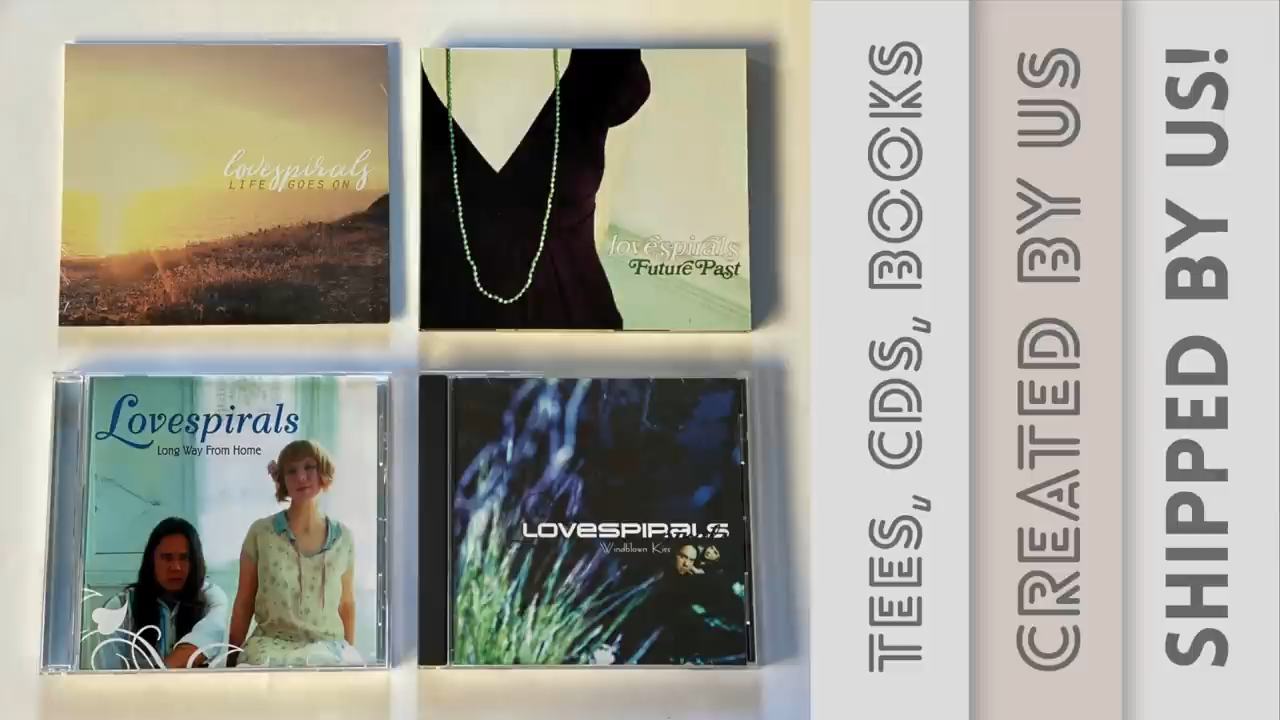 lovespirals
LIFE GOES ON
lovespirals
Future Past
Lovespirals
Long Way From Home
LOVESPIRALS
Windblown Kiss
TEES, CDS, BOOKS
CREATED BY US
SHIPPED BY US!